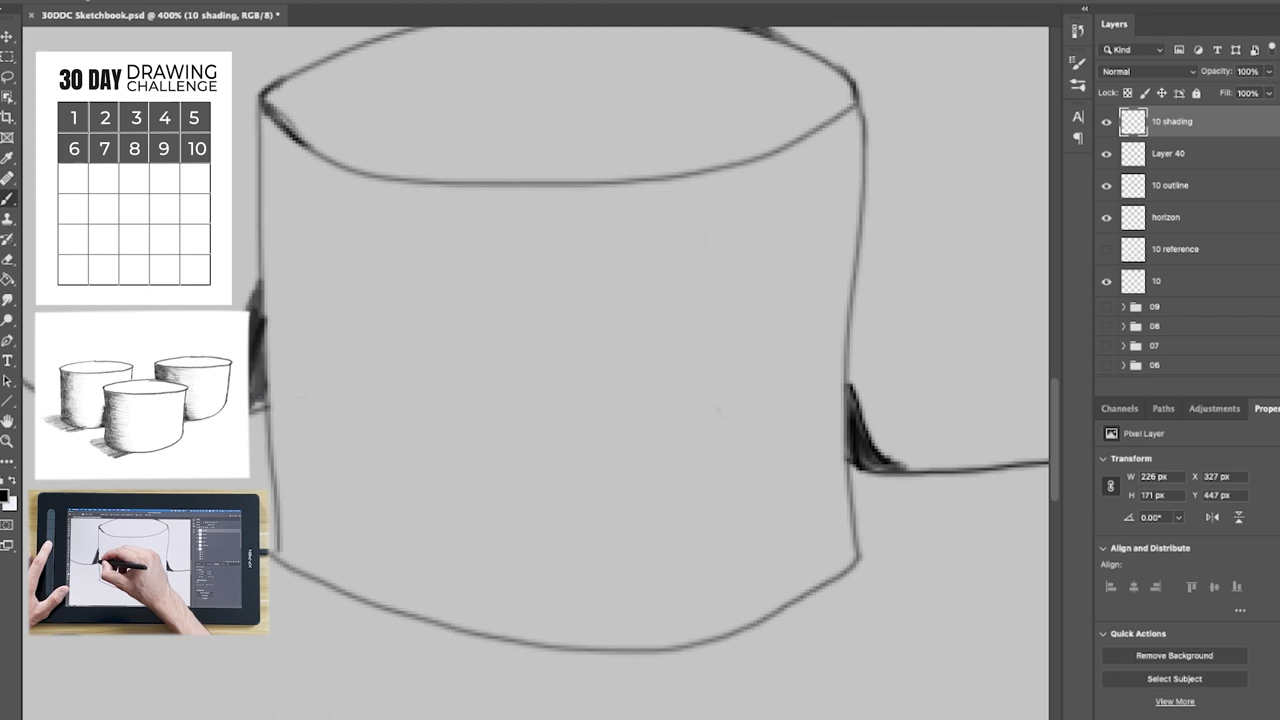 30DDC Sketchbook.psd @ 400% (10 shading, RGB/8) *
30 DAY DRAWING CHALLENGE
1 2 3 4 5
6 7 8 9 10
Layers
Kind
Normal Opacity: 100%
Lock: Fill: 100%
10 shading
Layer 40
10 outline
horizon
10 reference
10
09
08
07
06
Channels Paths Adjustments Proper
Pixel Layer
Transform
W 226 px X 327 px
H 171 px Y 447 px
0.00°
Align and Distribute
Align:
Quick Actions
Remove Background
Select Subject
View More